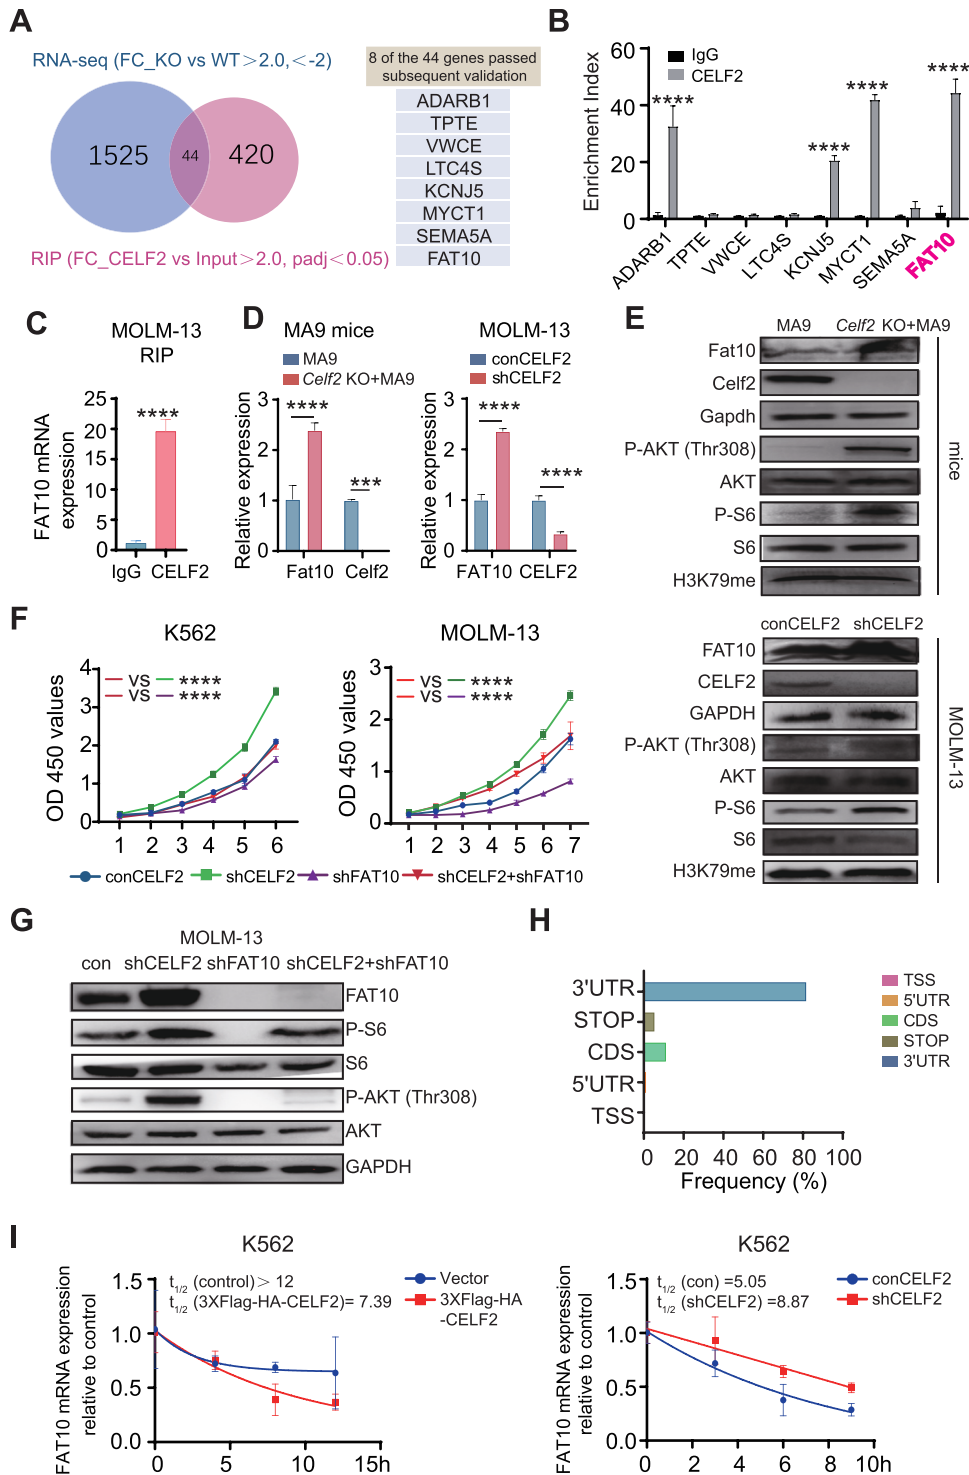 A
RNA-seq (FC_KO vs WT>2.0,<-2)
1525
44
420
RIP (FC_CELF2 vs Input>2.0, padj<0.05)
8 of the 44 genes passed
subsequent validation
ADARB1
TPTE
VWCE
LTC4S
KCNJ5
MYCT1
SEMA5A
FAT10
B
Enrichment Index
60
40
20
0
IgG
CELF2
****
****
****
****
ADARB1
TPTE
VWCE
LTC4S
KCNJ5
MYCT1
SEMA5A
FAT10
C
MOLM-13
RIP
FAT10 mRNA
expression
25
20
15
10
5
0
****
IgG CELF2
D
MA9 mice
MA9
Celf2 KO+MA9
Relative expression
3
2
1
0
****
***
Fat10 Celf2
MOLM-13
conCELF2
shCELF2
Relative expression
3
2
1
0
****
****
FAT10 CELF2
E
MA9 Celf2 KO+MA9
Fat10
Celf2
Gapdh
P-AKT (Thr308)
AKT
P-S6
S6
H3K79me
mice
conCELF2 shCELF2
FAT10
CELF2
GAPDH
P-AKT (Thr308)
AKT
P-S6
S6
H3K79me
MOLM-13
F
K562
OD 450 values
4
3
2
1
0
VS ****
VS ****
1 2 3 4 5 6
MOLM-13
OD 450 values
3
2
1
0
VS ****
VS ****
1 2 3 4 5 6 7
conCELF2 shCELF2 shFAT10 shCELF2+shFAT10
G
MOLM-13
con shCELF2 shFAT10 shCELF2+shFAT10
FAT10
P-S6
S6
P-AKT (Thr308)
AKT
GAPDH
H
3'UTR
STOP
CDS
5'UTR
TSS
0 20 40 60 80 100
Frequency (%)
TSS
5'UTR
CDS
STOP
3'UTR
I
K562
FAT10 mRNA expression
relative to control
1.5
1.0
0.5
0.0
t1/2 (control)> 12
t1/2 (3XFlag-HA-CELF2)= 7.39
Vector
3XFlag-HA
-CELF2
0 5 10 15h
K562
FAT10 mRNA expression
relative to control
1.5
1.0
0.5
0.0
t1/2 (con) =5.05
t1/2 (shCELF2) =8.87
conCELF2
shCELF2
0 2 4 6 8 10h